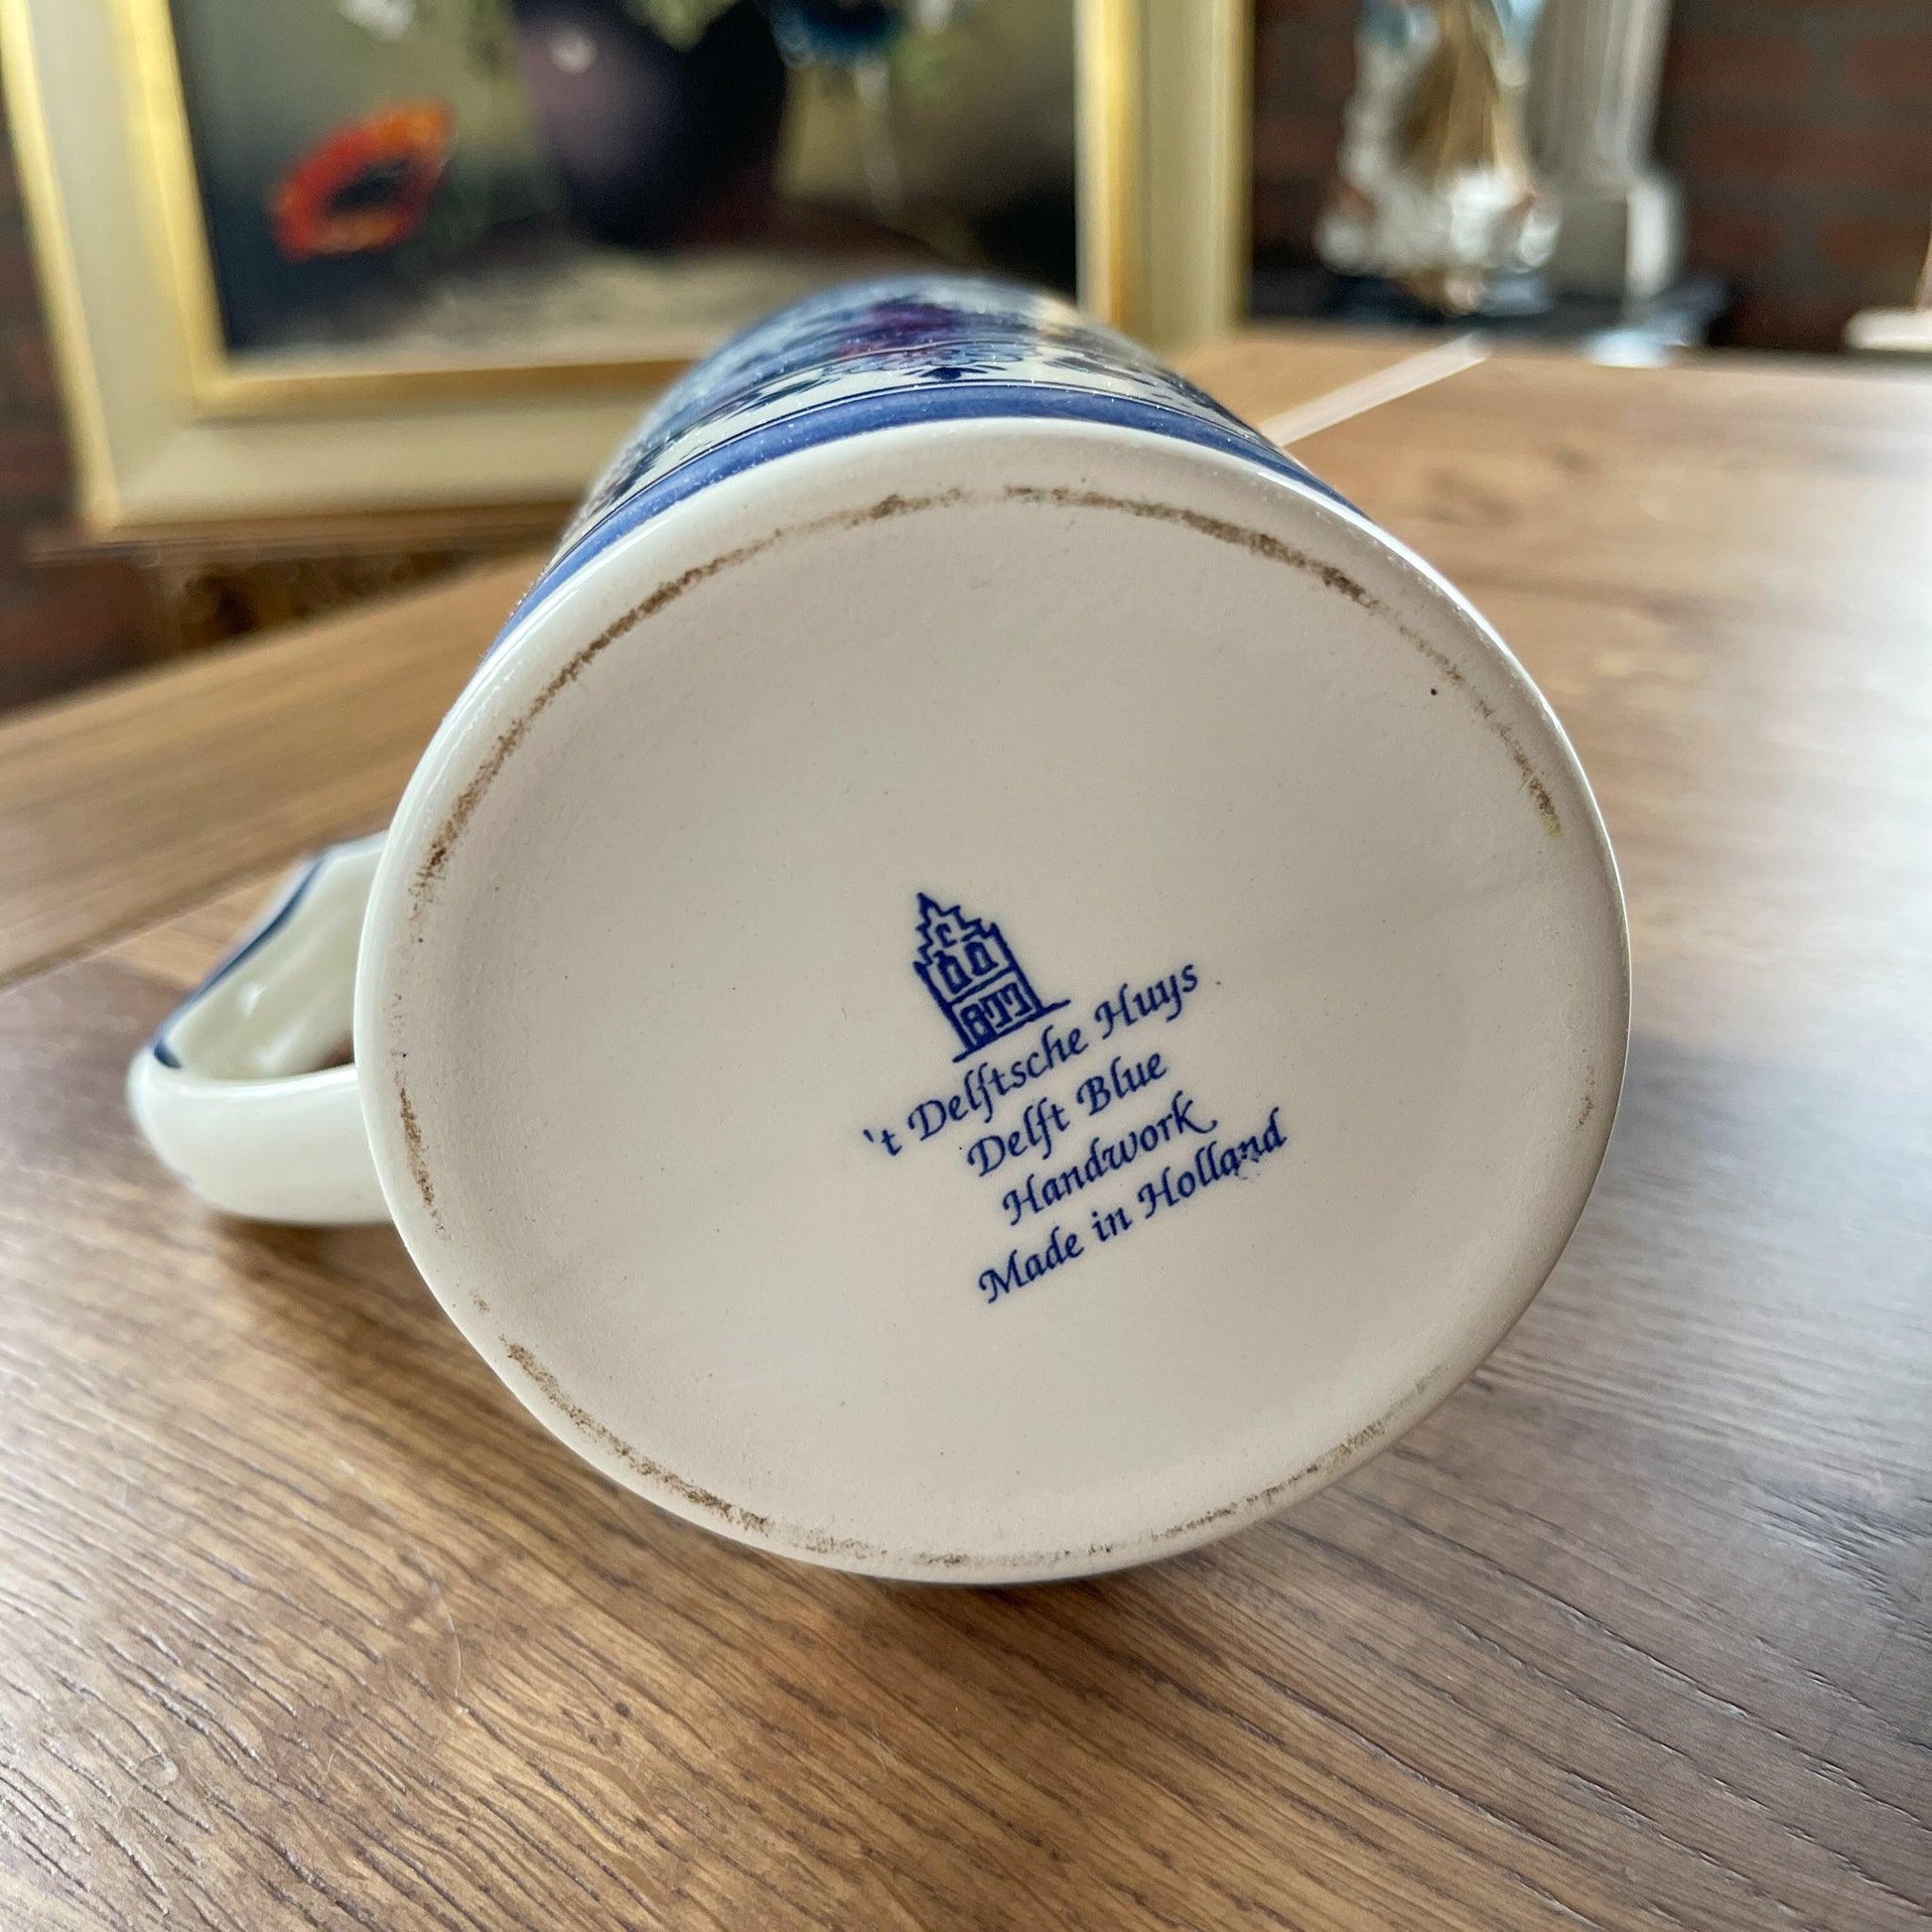 't Delftsche Huys
Delft Blue
Handwork
Made in Holland